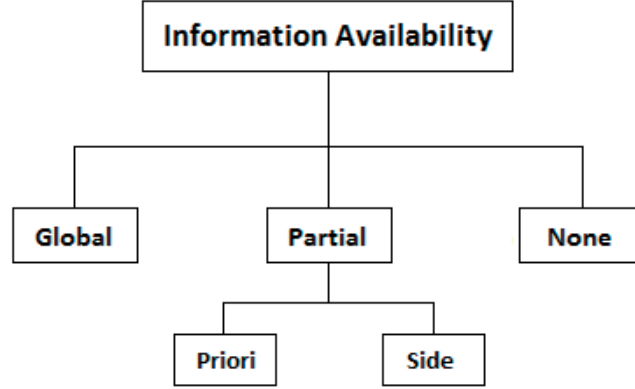 Information Availability
Global
Partial
None
Priori
Side